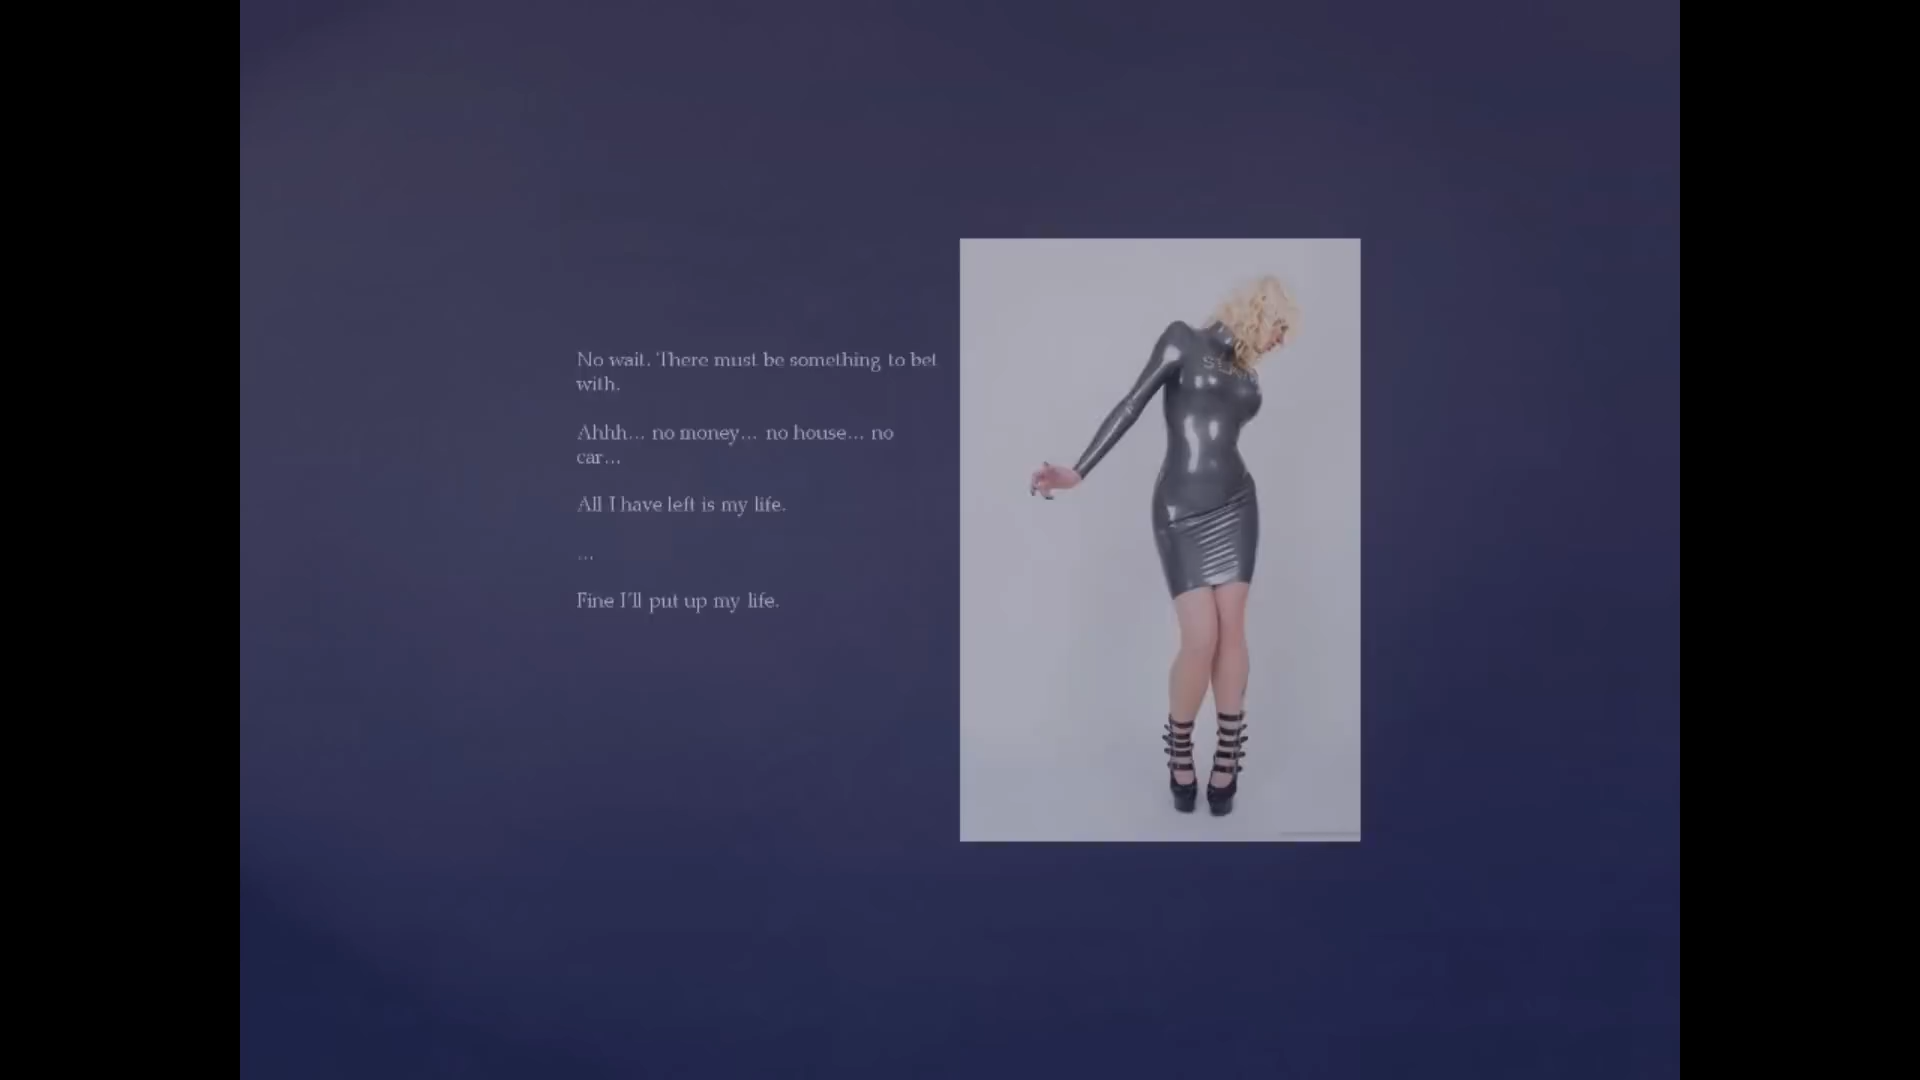 No wait. There must be something to bet
with.
Ahhh... no money... no house... no
car...
All I have left is my life.
...
Fine I'll put up my life.